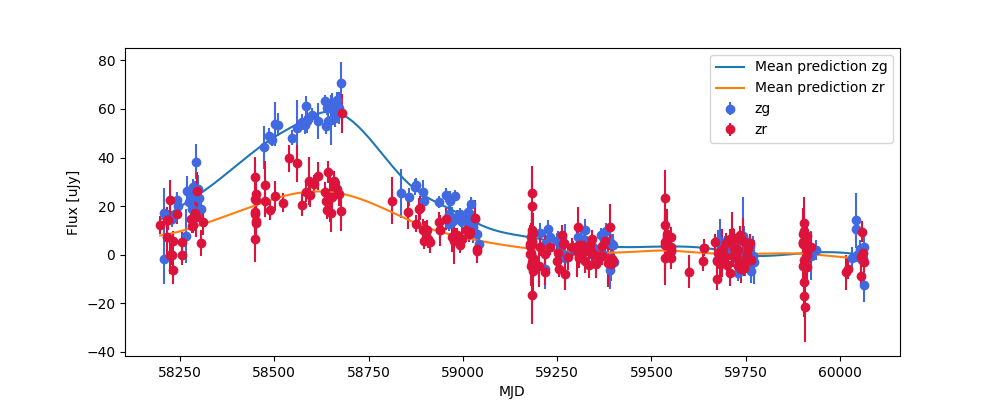 80
60
40
20
0
−20
−40
Flux [uJy]
58250
58500
58750
59000
59250
59500
59750
60000
MJD
Mean prediction zg
Mean prediction zr
zg
zr